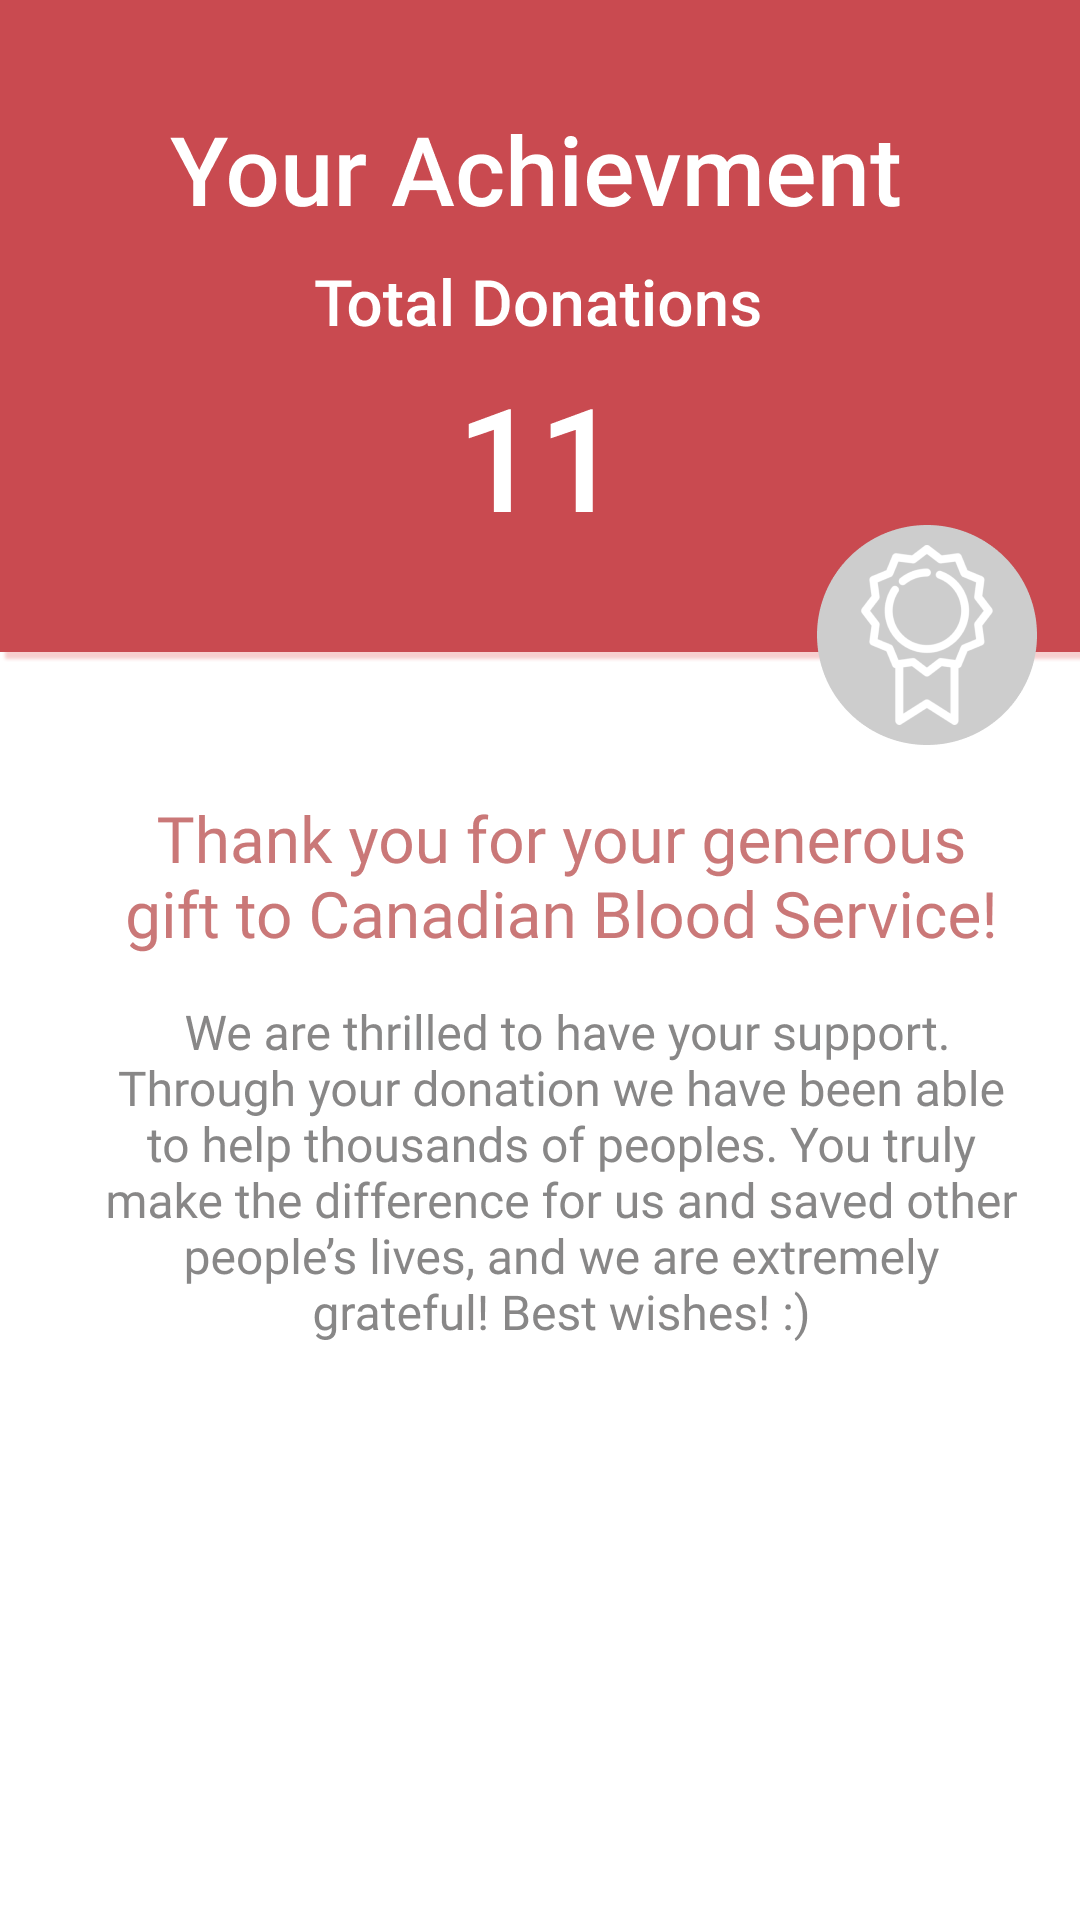 Your Achievment
Total Donations
11
Thank you for your generous
gift to Canadian Blood Service!
We are thrilled to have your support.
Through your donation we have been able
to help thousands of peoples. You truly
make the difference for us and saved other
people’s lives, and we are extremely
grateful! Best wishes! :)